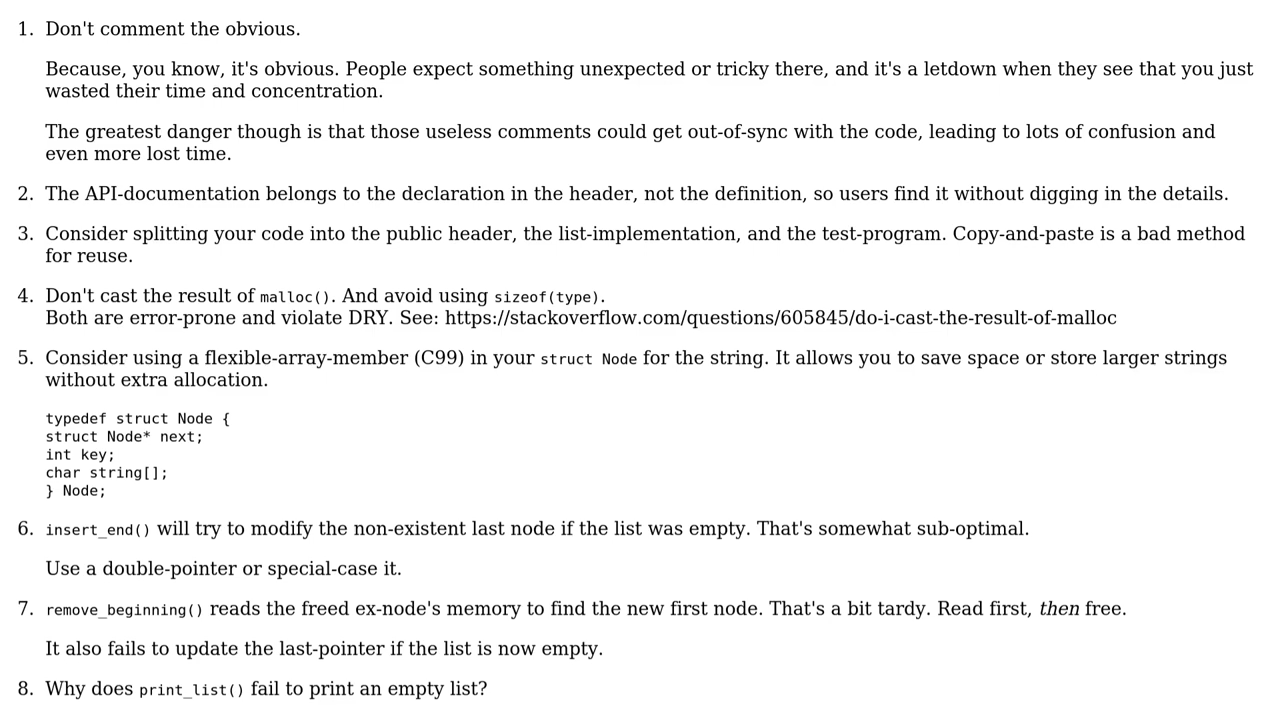 1. Don't comment the obvious.
Because, you know, it's obvious. People expect something unexpected or tricky there, and it's a letdown when they see that you just
wasted their time and concentration.
The greatest danger though is that those useless comments could get out-of-sync with the code, leading to lots of confusion and
even more lost time.
2. The API-documentation belongs to the declaration in the header, not the definition, so users find it without digging in the details.
3. Consider splitting your code into the public header, the list-implementation, and the test-program. Copy-and-paste is a bad method
for reuse.
4. Don't cast the result of malloc(). And avoid using sizeof(type).
Both are error-prone and violate DRY. See: https://stackoverflow.com/questions/605845/do-i-cast-the-result-of-malloc
5. Consider using a flexible-array-member (C99) in your struct Node for the string. It allows you to save space or store larger strings
without extra allocation.
typedef struct Node {
struct Node* next;
int key;
char string[];
} Node;
6. insert_end() will try to modify the non-existent last node if the list was empty. That's somewhat sub-optimal.
Use a double-pointer or special-case it.
7. remove_beginning() reads the freed ex-node's memory to find the new first node. That's a bit tardy. Read first, then free.
It also fails to update the last-pointer if the list is now empty.
8. Why does print_list() fail to print an empty list?